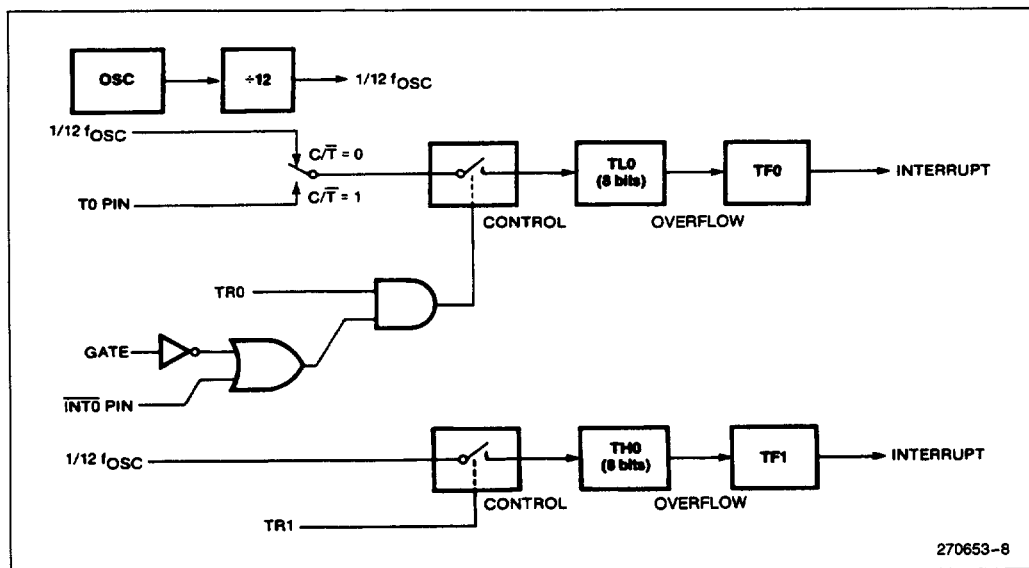 OSC
÷12
1/12 fOSC
1/12 fOSC
C/T̅ = 0
T0 PIN
C/T̅ = 1
CONTROL
TL0
(8 bits)
OVERFLOW
TF0
INTERRUPT
TR0
GATE
I̅N̅T̅0̅ PIN
1/12 fOSC
CONTROL
TH0
(8 bits)
OVERFLOW
TF1
INTERRUPT
TR1
270653-8